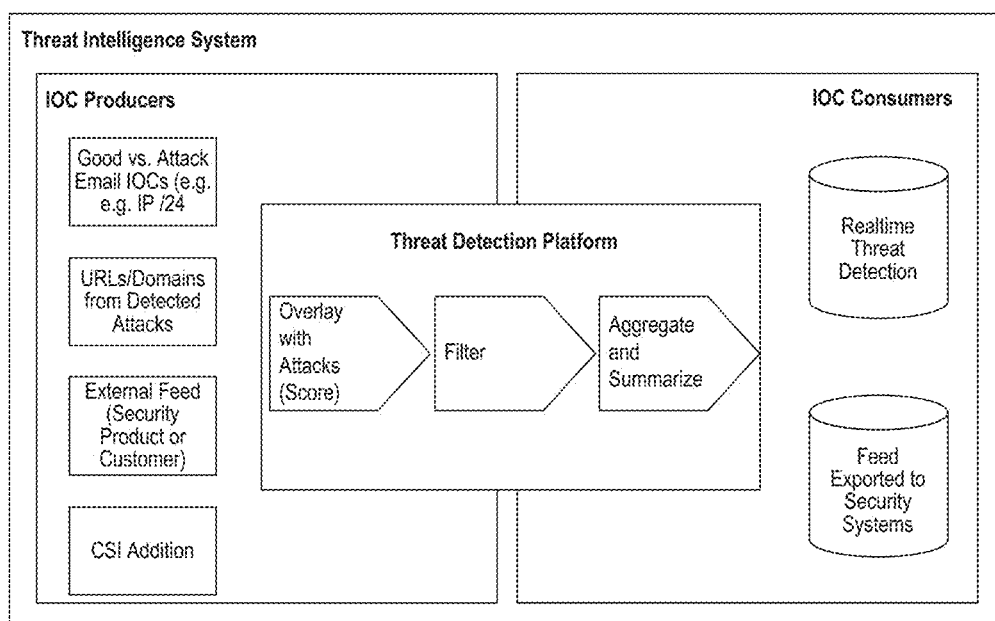 Threat Intelligence System
IOC Producers
Good vs. Attack
Email IOCs (e.g.
e.g. IP /24
URLs/Domains
from Detected
Attacks
External Feed
(Security
Product or
Customer)
CSI Addition
Threat Detection Platform
Overlay
with
Attacks
(Score)
Filter
Aggregate
and
Summarize
IOC Consumers
Realtime
Threat
Detection
Feed
Exported to
Security
Systems